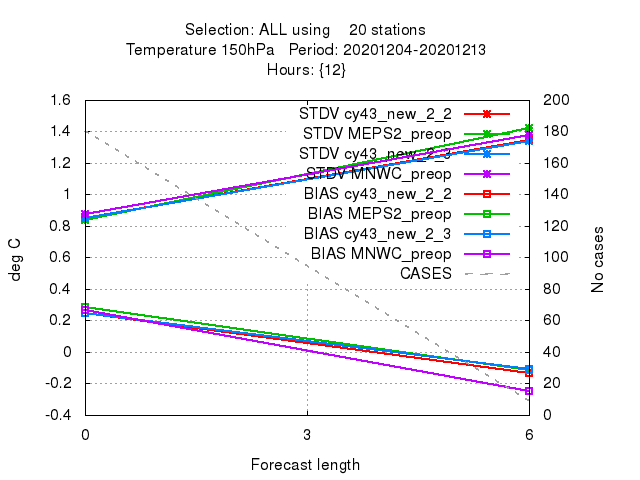 Selection: ALL using 20 stations
Temperature 150hPa Period: 20201204-20201213
Hours: {12}
1.6 200
STDV cy43_new_2_2
1.4 STDV MEPS2_preop 180
STDV cy43_new_2_3
1.2 160
STDV MNWC_preop
1 BIAS cy43_new_2_2 140
BIAS MEPS2_preop
0.8 120
BIAS cy43_new_2_3
0.6 BIAS MNWC_preop 100
CASES
0.4 80
0.2 60
0 40
-0.2 20
-0.4 0
deg C
No cases
0 3 6
Forecast length